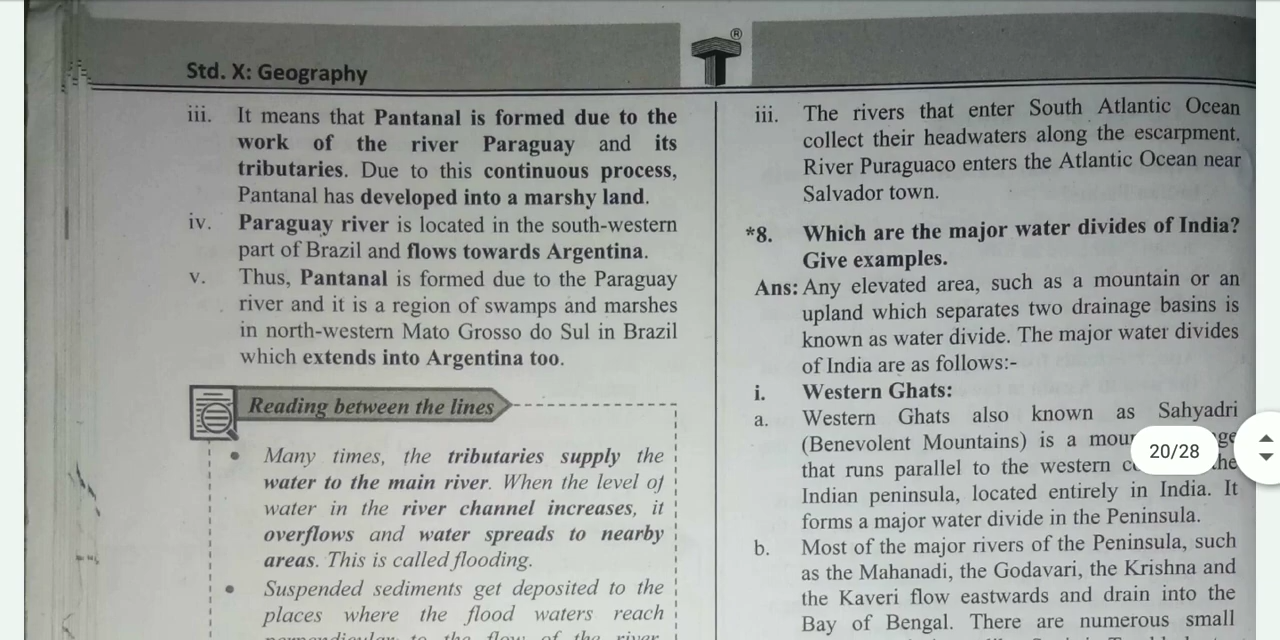 ®
Std. X: Geography
iii. It means that Pantanal is formed due to the
work of the river Paraguay and its
tributaries. Due to this continuous process,
Pantanal has developed into a marshy land.
iv. Paraguay river is located in the south-western
part of Brazil and flows towards Argentina.
v. Thus, Pantanal is formed due to the Paraguay
river and it is a region of swamps and marshes
in north-western Mato Grosso do Sul in Brazil
which extends into Argentina too.
Reading between the lines
• Many times, the tributaries supply the
water to the main river. When the level of
water in the river channel increases, it
overflows and water spreads to nearby
areas. This is called flooding.
• Suspended sediments get deposited to the
places where the flood waters reach
perpendicular to the flow of the river
iii. The rivers that enter South Atlantic Ocean
collect their headwaters along the escarpment.
River Puraguaco enters the Atlantic Ocean near
Salvador town.
*8. Which are the major water divides of India?
Give examples.
Ans: Any elevated area, such as a mountain or an
upland which separates two drainage basins is
known as water divide. The major water divides
of India are as follows:-
i. Western Ghats:
a. Western Ghats also known as Sahyadri
(Benevolent Mountains) is a
that runs parallel to the western
Indian peninsula, located entirely in India. It
forms a major water divide in the Peninsula.
b. Most of the major rivers of the Peninsula, such
as the Mahanadi, the Godavari, the Krishna and
the Kaveri flow eastwards and drain into the
Bay of Bengal. There are numerous small
20/28